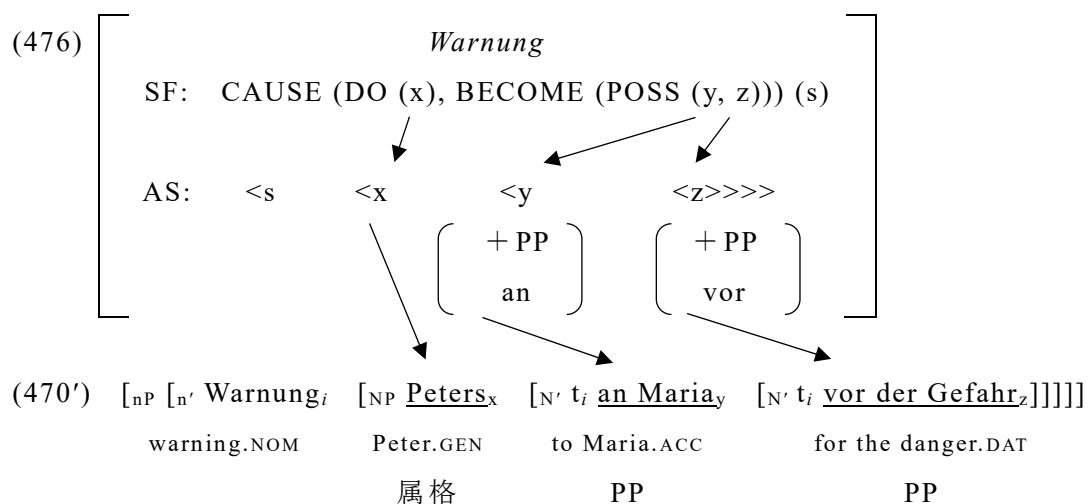 (476) Warnung
SF: CAUSE (DO (x), BECOME (POSS (y, z))) (s)
AS: <s <x <y <z>>>>
+PP +PP
an vor
(470′) [nP [n′ Warnungi [NP Petersx [N′ ti an Mariay [N′ ti vor der Gefahrz]]]]]
warning.NOM Peter.GEN to Maria.ACC for the danger.DAT
属格 PP PP